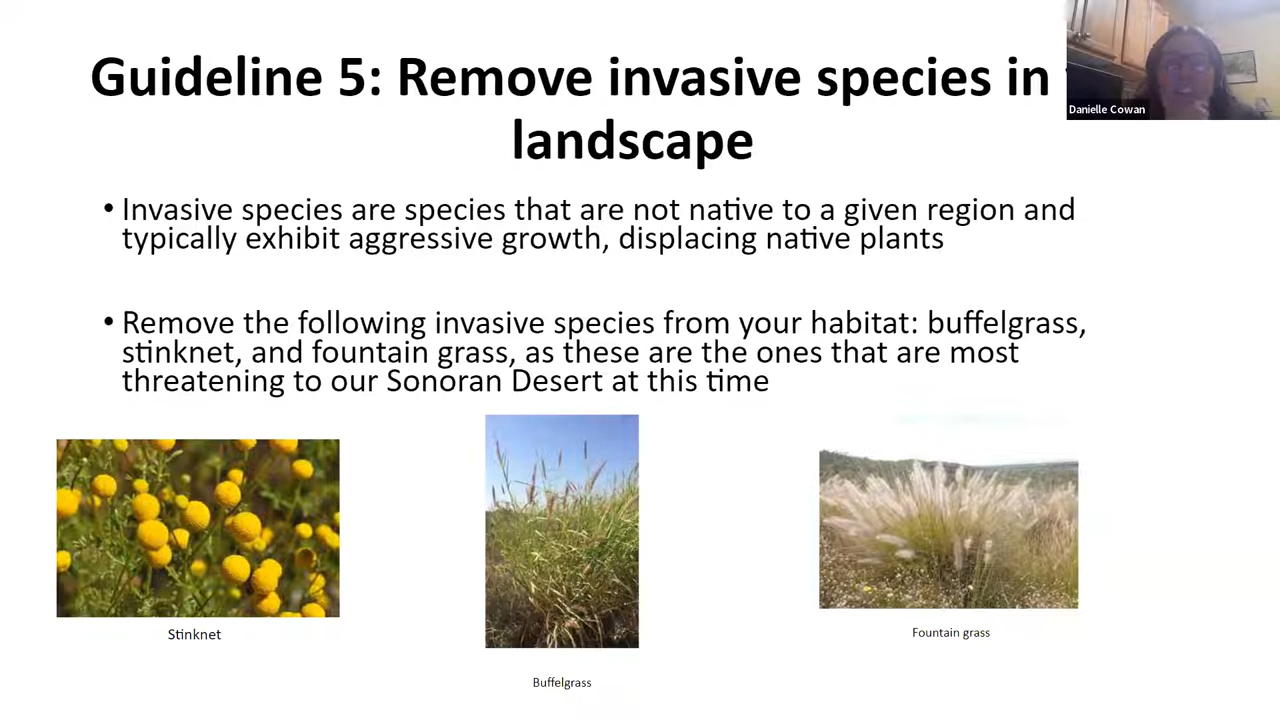 Guideline 5: Remove invasive species in
landscape
Danielle Cowan
• Invasive species are species that are not native to a given region and
typically exhibit aggressive growth, displacing native plants
• Remove the following invasive species from your habitat: buffelgrass,
stinknet, and fountain grass, as these are the ones that are most
threatening to our Sonoran Desert at this time
Stinknet
Buffelgrass
Fountain grass